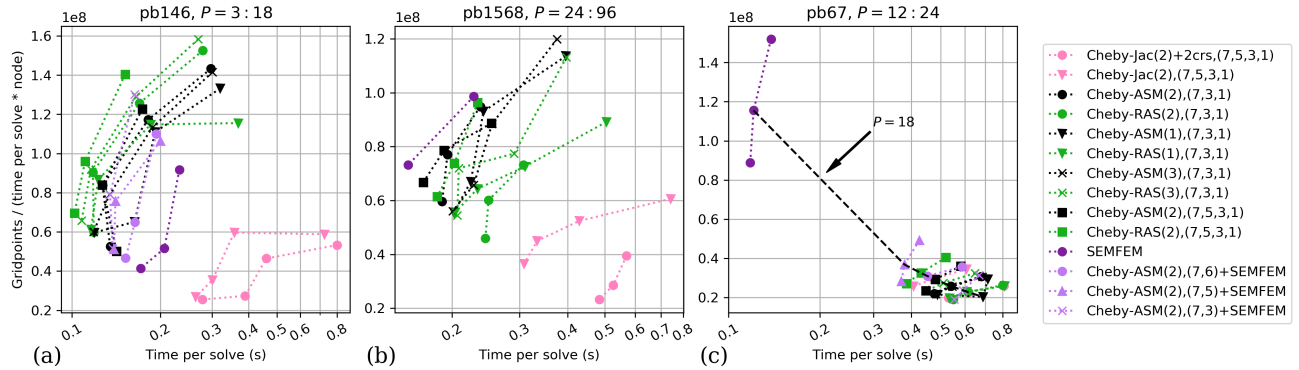 pb146, P = 3 : 18
1e8
1.6
1.4
1.2
1.0
0.8
0.6
0.4
0.2
Gridpoints / (time per solve * node)
0.1
0.2
0.3
0.4
0.5
0.6
0.8
Time per solve (s)
(a)
pb1568, P = 24 : 96
1e8
1.2
1.0
0.8
0.6
0.4
0.2
0.2
0.3
0.4
0.5
0.6
0.7
0.8
Time per solve (s)
(b)
pb67, P = 12 : 24
1e8
1.4
1.2
1.0
0.8
0.6
0.4
0.2
P = 18
0.1
0.2
0.3
0.4
0.5
0.6
0.8
Time per solve (s)
(c)
Cheby-Jac(2)+2crs,(7,5,3,1)
Cheby-Jac(2),(7,5,3,1)
Cheby-ASM(2),(7,3,1)
Cheby-RAS(2),(7,3,1)
Cheby-ASM(1),(7,3,1)
Cheby-RAS(1),(7,3,1)
Cheby-ASM(3),(7,3,1)
Cheby-RAS(3),(7,3,1)
Cheby-ASM(2),(7,5,3,1)
Cheby-RAS(2),(7,5,3,1)
SEMFEM
Cheby-ASM(2),(7,6)+SEMFEM
Cheby-ASM(2),(7,5)+SEMFEM
Cheby-ASM(2),(7,3)+SEMFEM